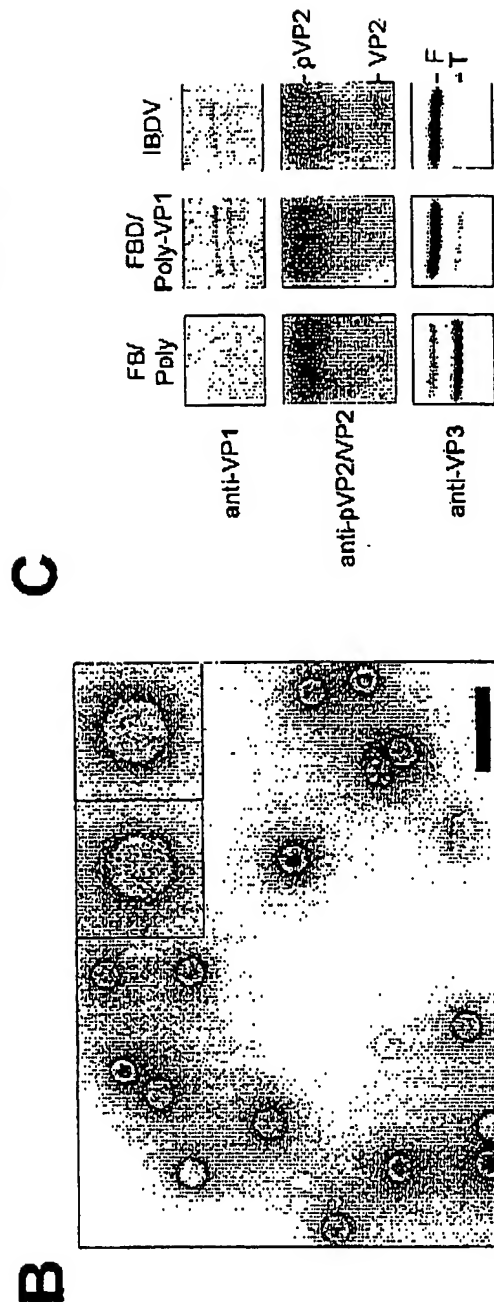 B
C
FB/
Poly
FBD/
Poly-VP1
IBDV
anti-VP1
anti-pVP2/VP2
pVP2
VP2
anti-VP3
F
T